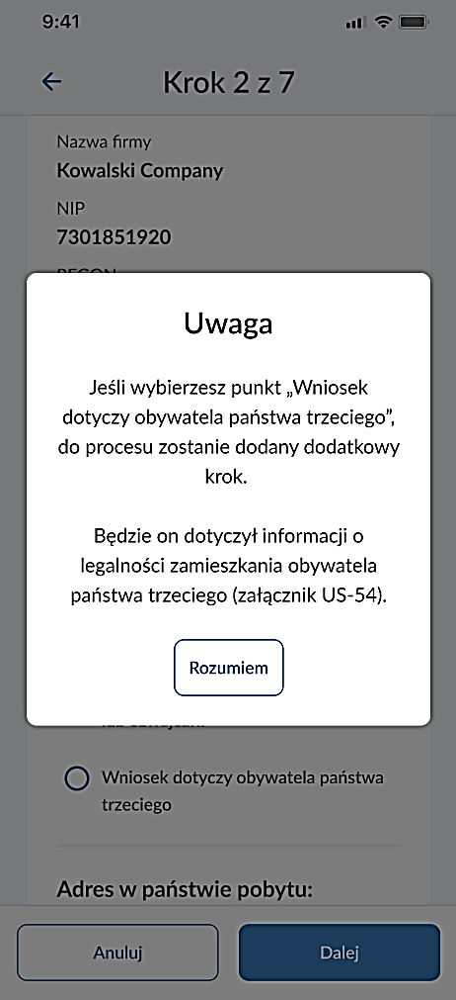 9:41
Krok 2 z 7
Nazwa firmy
Kowalski Company
NIP
7301851920
REGON
Uwaga
Jeśli wybierzesz punkt „Wniosek
dotyczy obywatela państwa trzeciego”,
do procesu zostanie dodany dodatkowy
krok.
Będzie on dotyczył informacji o
legalności zamieszkania obywatela
państwa trzeciego (załącznik US-54).
Rozumiem
Wniosek dotyczy obywatela państwa
trzeciego
Adres w państwie pobytu:
Anuluj
Dalej